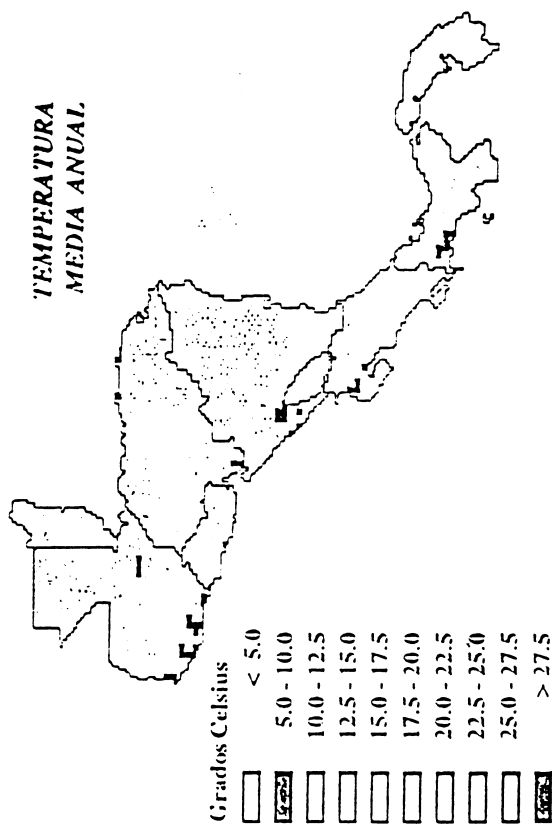 TEMPERATURA
MEDIA ANUAL
Grados Celsius
< 5.0
5.0 - 10.0
10.0 - 12.5
12.5 - 15.0
15.0 - 17.5
17.5 - 20.0
20.0 - 22.5
22.5 - 25.0
25.0 - 27.5
> 27.5